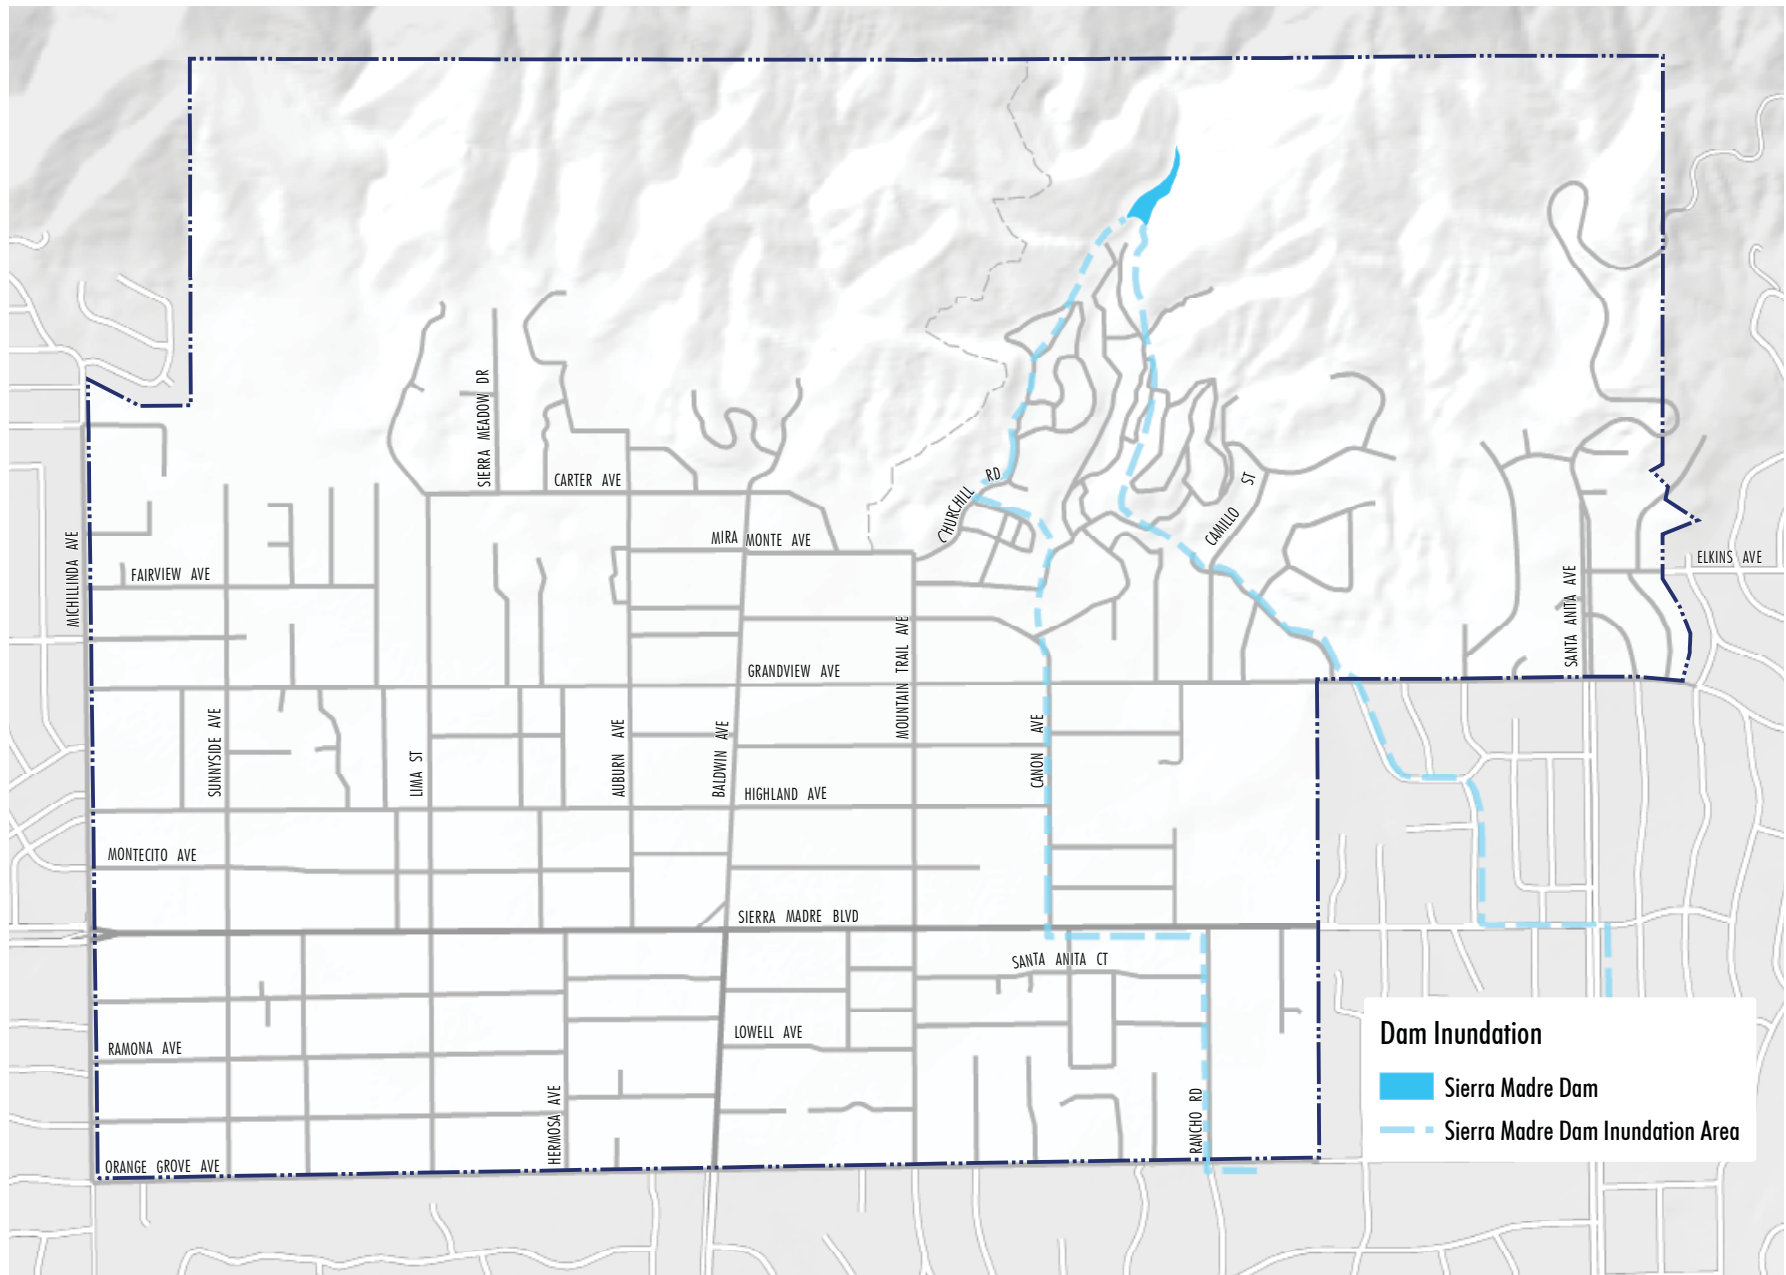 SIERRA MEADOW DR
CARTER AVE
CHURCHILL RD
CAMILLO ST
MIRA MONTE AVE
MICHILLINDA AVE
FAIRVIEW AVE
ELKINS AVE
SANTA ANITA AVE
MOUNTAIN TRAIL AVE
GRANDVIEW AVE
SUNNYSIDE AVE
LIMA ST
AUBURN AVE
BALDWIN AVE
CANON AVE
HIGHLAND AVE
MONTECITO AVE
SIERRA MADRE BLVD
SANTA ANITA CT
LOWELL AVE
RAMONA AVE
HERMOSA AVE
RANCHO RD
ORANGE GROVE AVE
Dam Inundation
Sierra Madre Dam
Sierra Madre Dam Inundation Area